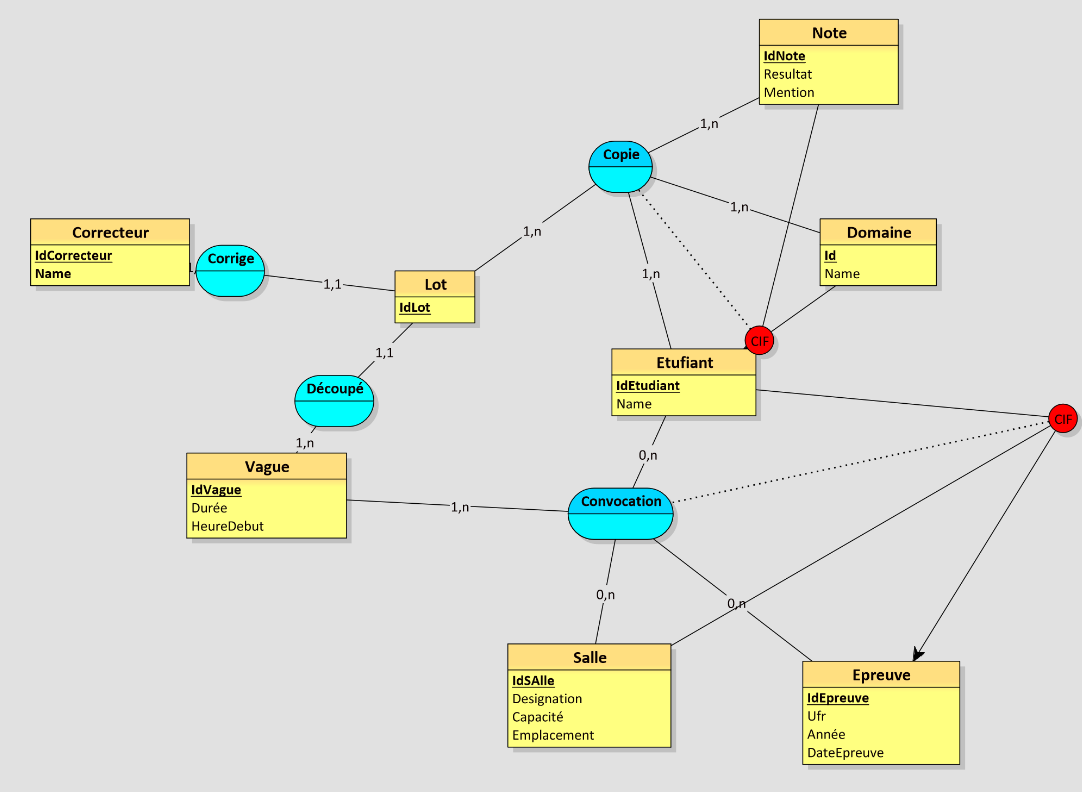 Note
IdNote
Resultat
Mention
1,n
Copie
1,n
1,n
1,n
Correcteur
IdCorrecteur
Name
Corrige
1,1
Lot
IdLot
Domaine
Id
Name
CIF
1,1
Etufiant
IdEtudiant
Name
Découpé
CIF
1,n
0,n
Vague
IdVague
Durée
HeureDebut
1,n
Convocation
0,n
0,n
Salle
IdSAlle
Designation
Capacité
Emplacement
Epreuve
IdEpreuve
Ufr
Année
DateEpreuve